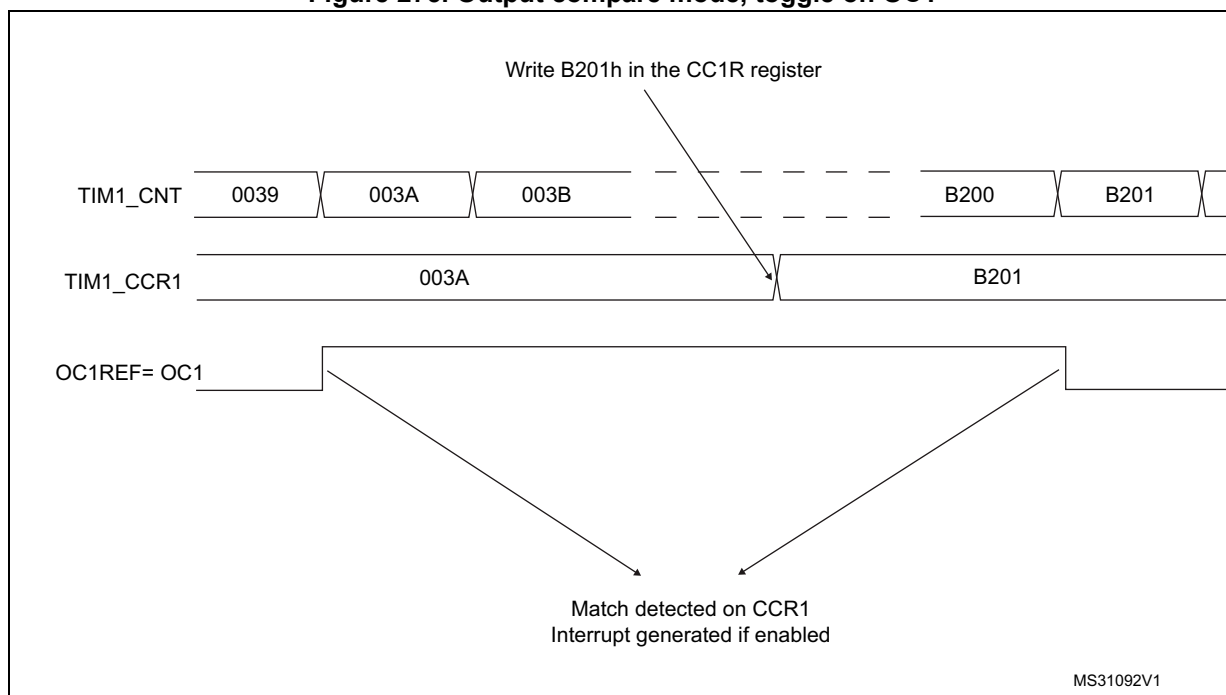 Write B201h in the CC1R register
TIM1_CNT 0039 003A 003B B200 B201
TIM1_CCR1 003A B201
OC1REF= OC1
Match detected on CCR1
Interrupt generated if enabled
MS31092V1